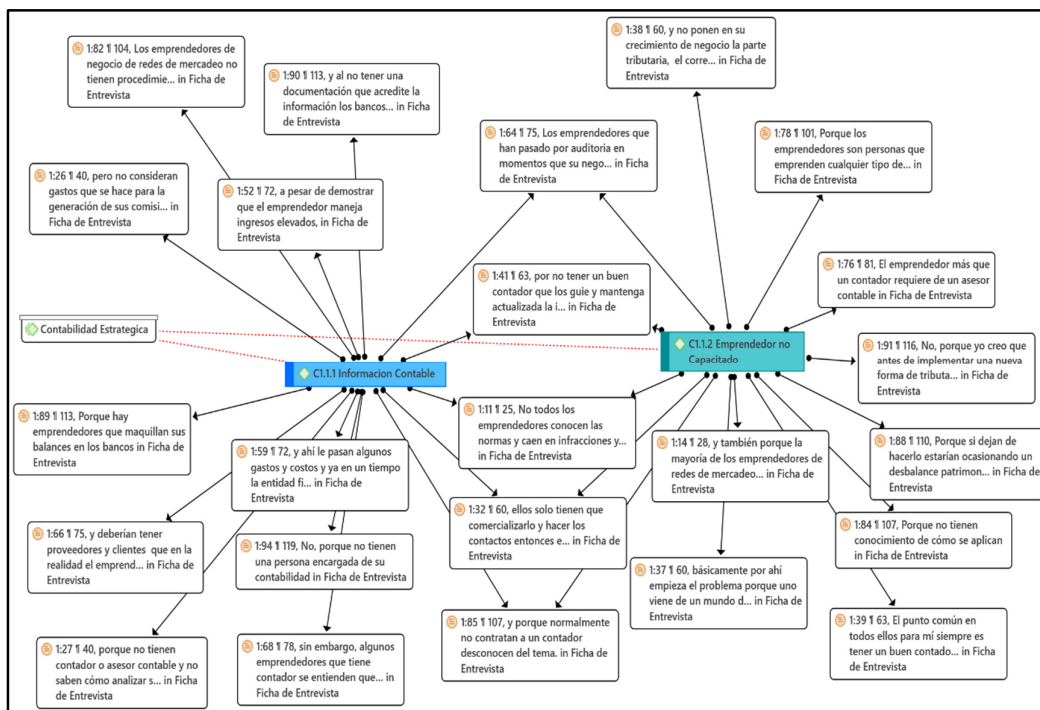 1:82 ¶ 104, Los emprendedores de
negocio de redes de mercadeo no
tienen procedimie... in Ficha de
Entrevista
1:90 ¶ 113, y al no tener una
documentación que acredite la
información los bancos... in Ficha
de Entrevista
1:38 ¶ 60, y no ponen en su
crecimiento de negocio la parte
tributaria, el corre... in Ficha de
Entrevista
1:64 ¶ 75, Los emprendedores que
han pasado por auditoria en
momentos que su nego... in Ficha
de Entrevista
1:78 ¶ 101, Porque los
emprendedores son personas que
emprenden cualquier tipo de... in
Ficha de Entrevista
1:26 ¶ 40, pero no consideran
gastos que se hace para la
generación de sus comisi... in
Ficha de Entrevista
1:52 ¶ 72, a pesar de demostrar
que el emprendedor maneja
ingresos elevados, in Ficha de
Entrevista
1:41 ¶ 63, por no tener un buen
contador que los guie y mantenga
actualizada la i... in Ficha de
Entrevista
1:76 ¶ 81, El emprendedor más que
un contador requiere de un asesor
contable in Ficha de Entrevista
Contabilidad Estrategica
C1.1.1 Informacion Contable
C1.1.2 Emprendedor no
Capacitado
1:91 ¶ 116, No, porque yo creo que
antes de implementar una nueva
forma de tributa... in Ficha de
Entrevista
1:89 ¶ 113, Porque hay
emprendedores que maquillan sus
balances en los bancos in Ficha de
Entrevista
1:59 ¶ 72, y ahí le pasan algunos
gastos y costos y ya en un tiempo
la entidad fi... in Ficha de
Entrevista
1:11 ¶ 25, No todos los
emprendedores conocen las
normas y caen en infracciones y...
in Ficha de Entrevista
1:14 ¶ 28, y también porque la
mayoría de los emprendedores de
redes de mercadeo... in Ficha de
Entrevista
1:88 ¶ 110, Porque si dejan de
hacerlo estarían ocasionando un
desbalance patrimon... in Ficha de
Entrevista
1:66 ¶ 75, y deberían tener
proveedores y clientes que en la
realidad el emprend... in Ficha de
Entrevista
1:94 ¶ 119, No, porque no tienen
una persona encargada de su
contabilidad in Ficha de Entrevista
1:32 ¶ 60, ellos solo tienen que
comercializarlo y hacer los
contactos entonces e... in Ficha de
Entrevista
1:37 ¶ 60, básicamente por ahí
empieza el problema porque uno
viene de un mundo d... in Ficha de
Entrevista
1:84 ¶ 107, Porque no tienen
conocimiento de cómo se aplican
in Ficha de Entrevista
1:27 ¶ 40, porque no tienen
contador o asesor contable y no
saben cómo analizar s... in Ficha
de Entrevista
1:68 ¶ 78, sin embargo, algunos
emprendedores que tiene
contador se entienden que... in
Ficha de Entrevista
1:85 ¶ 107, y porque normalmente
no contratan a un contador
desconocen del tema. in Ficha de
Entrevista
1:39 ¶ 63, El punto común en
todos ellos para mí siempre es
tener un buen contado... in Ficha
de Entrevista